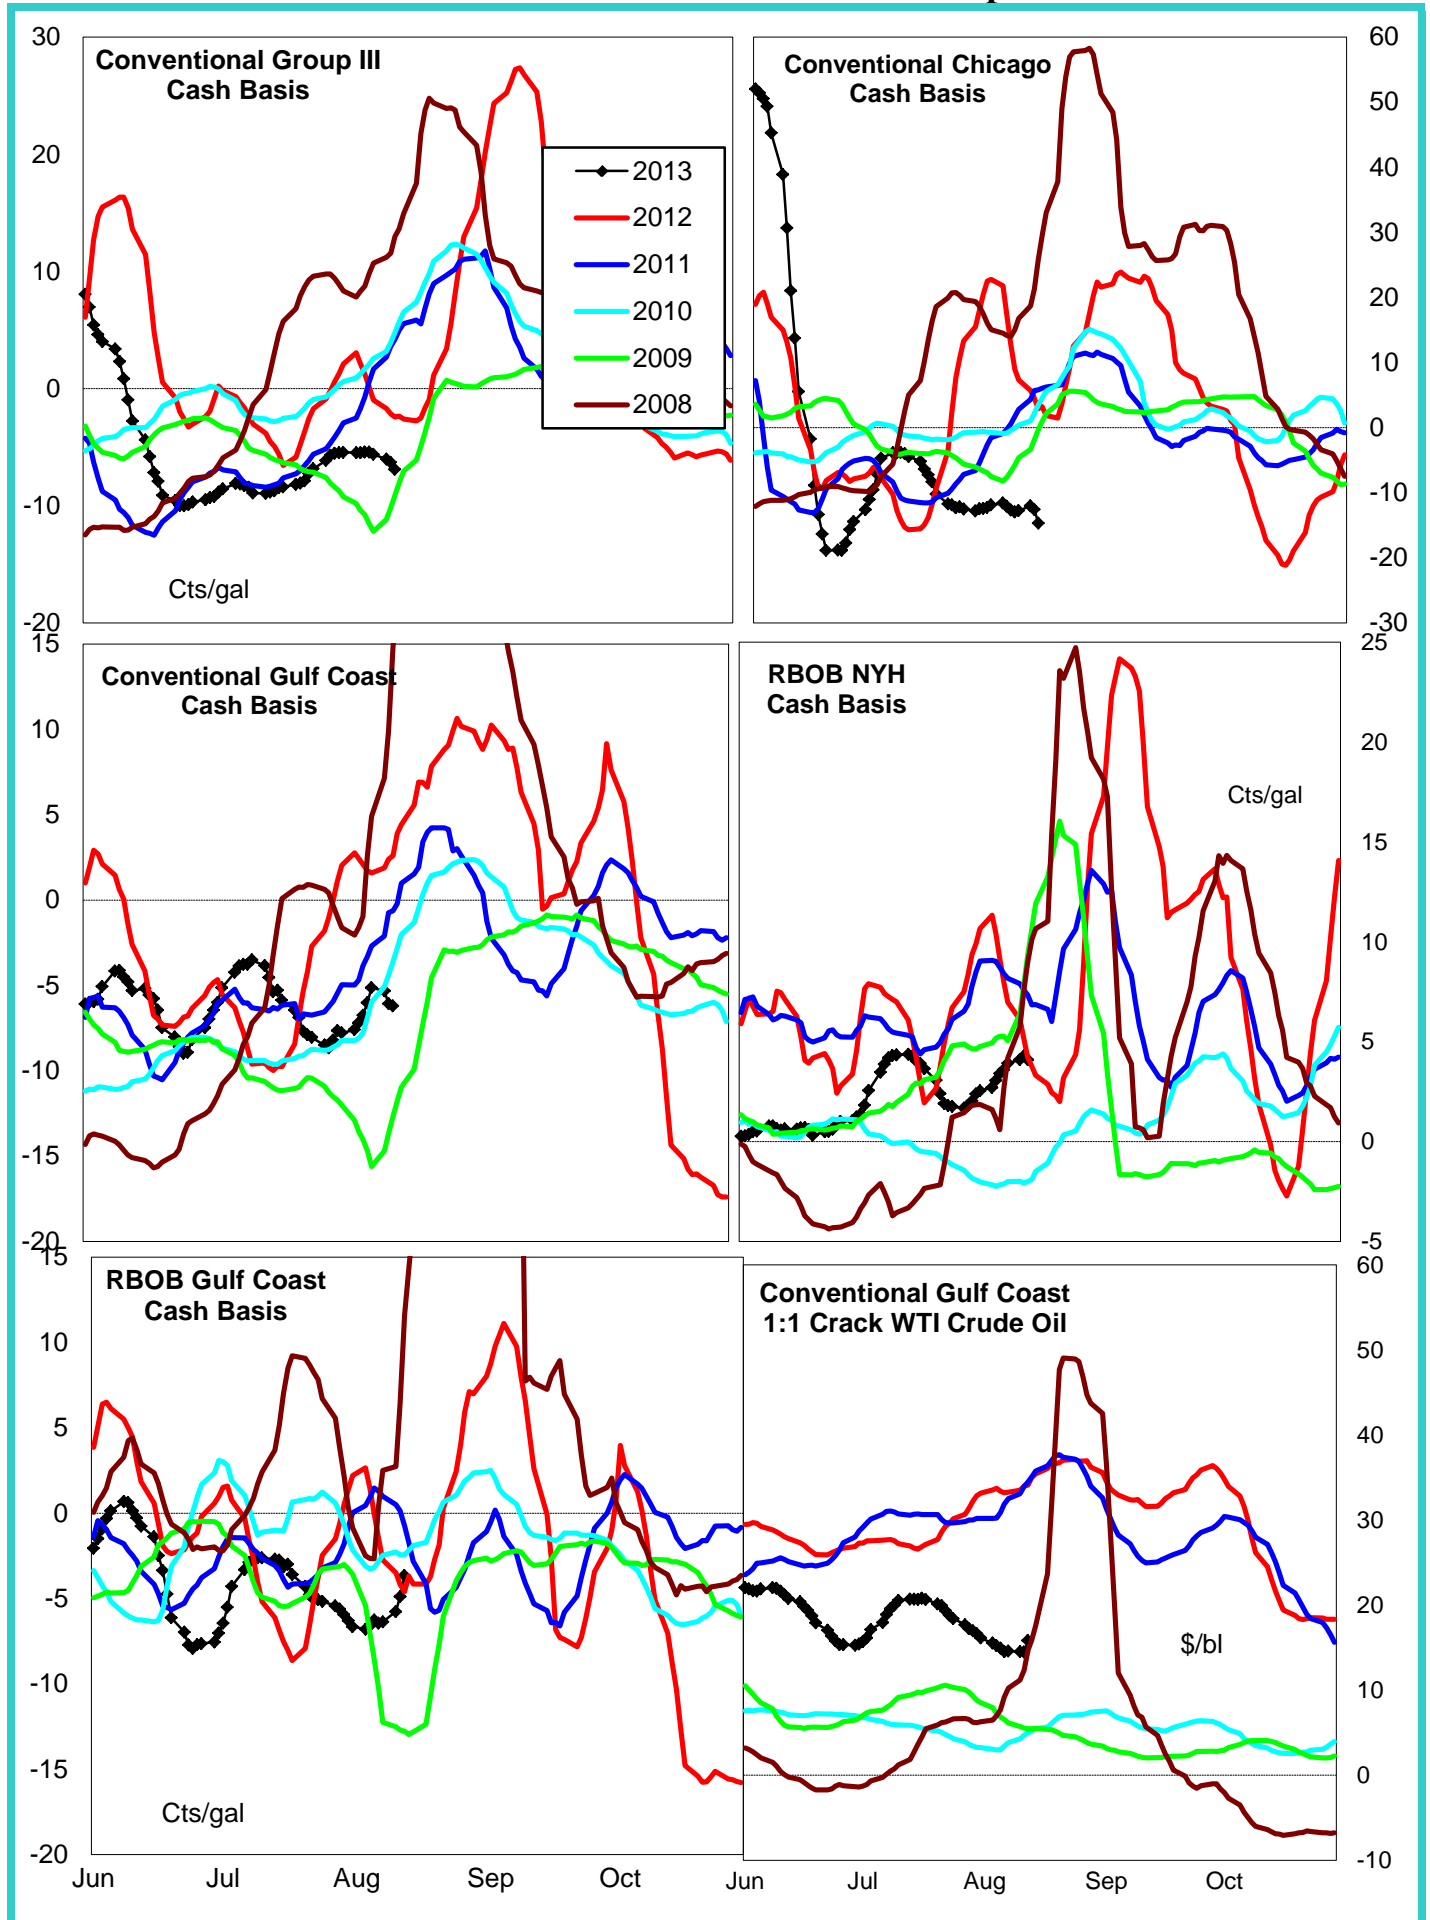 Conventional Group III
Cash Basis
30
20
10
0
-10
-20
Cts/gal
2013
2012
2011
2010
2009
2008
Conventional Chicago
Cash Basis
60
50
40
30
20
10
0
-10
-20
-30
Conventional Gulf Coast
Cash Basis
15
10
5
0
-5
-10
-15
-20
RBOB NYH
Cash Basis
Cts/gal
25
20
15
10
5
0
-5
RBOB Gulf Coast
Cash Basis
15
10
5
0
-5
-10
-15
-20
Cts/gal
Jun Jul Aug Sep Oct
Conventional Gulf Coast
1:1 Crack WTI Crude Oil
60
50
40
30
20
10
0
-10
$/bl
Jun Jul Aug Sep Oct